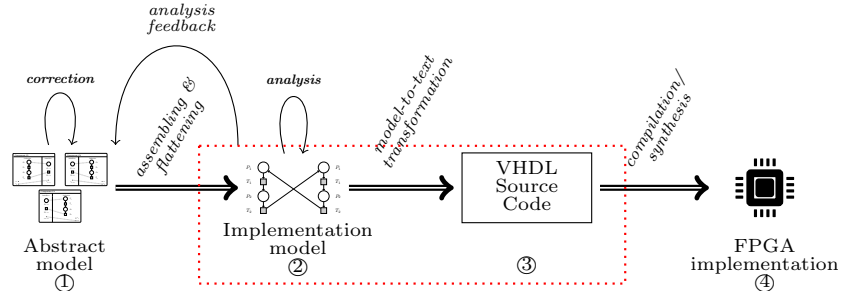 analysis
feedback
correction
analysis
assembling &
flattening
model-to-text
transformation
compilation/
synthesis
VHDL
Source
Code
Abstract
model
①
Implementation
model
②
③
FPGA
implementation
④